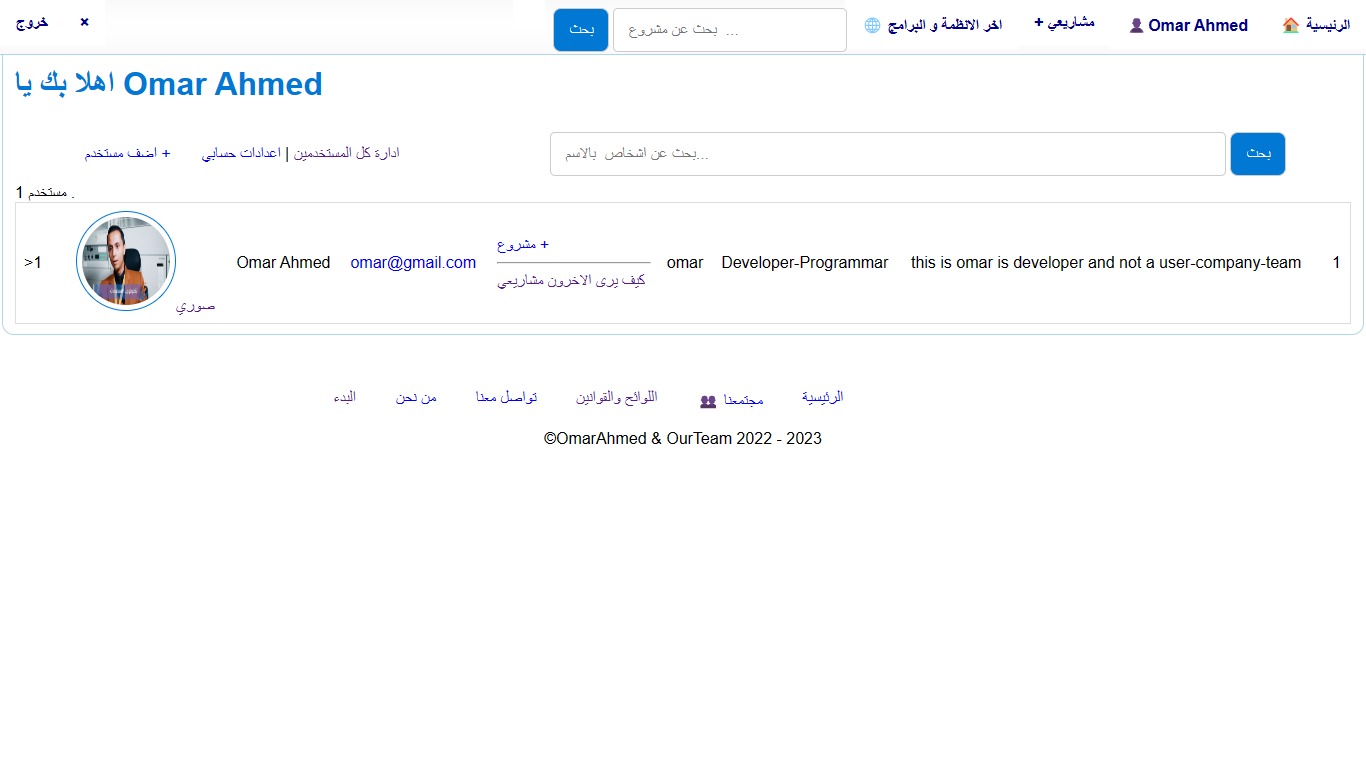 الرئيسية 🏠 Omar Ahmed 👤 مشاريعي + اخر الانظمة و البرامج 🌐 بحث عن مشروع ... بحث × خروج
اهلا بك يا Omar Ahmed
+ اضف مستخدم ادارة كل المستخدمين | اعدادات حسابي بحث عن اشخاص بالاسم... بحث
1 مستخدم .
+ مشروع
>1 صوري Omar Ahmed omar@gmail.com omar Developer-Programmar this is omar is developer and not a user-company-team 1
كيف يرى الاخرون مشاريعي
الرئيسية مجتمعنا 👥 اللوائح والقوانين تواصل معنا من نحن البدء
©OmarAhmed & OurTeam 2022 - 2023